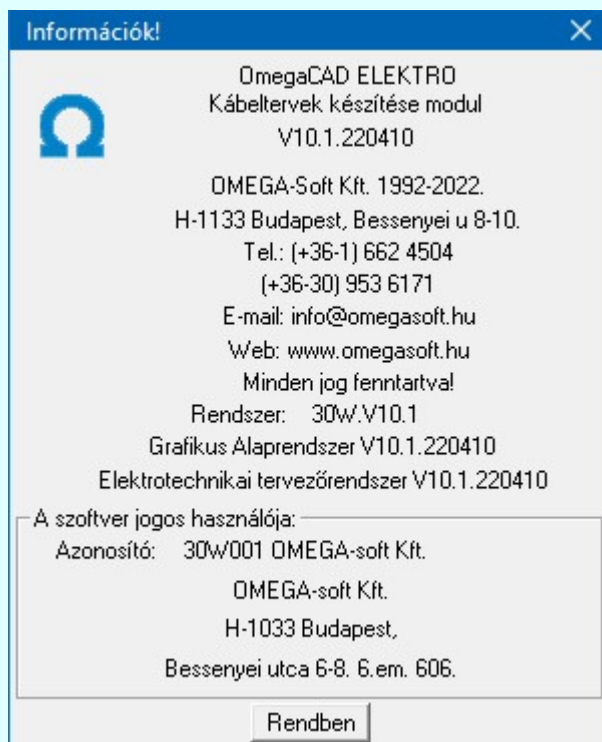 Információk!
OmegaCAD ELEKTRO
Kábeltervek készítése modul
V10.1.220410
OMEGA-Soft Kft. 1992-2022.
H-1133 Budapest, Bessenyei u 8-10.
Tel.: (+36-1) 662 4504
(+36-30) 953 6171
E-mail: info@omegasoft.hu
Web: www.omegasoft.hu
Minden jog fenntartva!
Rendszer: 30W.V10.1
Grafikus Alaprendszer V10.1.220410
Elektrotechnikai tervezőrendszer V10.1.220410
A szoftver jogos használója:
Azonosító: 30W001 OMEGA-soft Kft.
OMEGA-soft Kft.
H-1033 Budapest,
Bessenyei utca 6-8. 6.em. 606.
Rendben